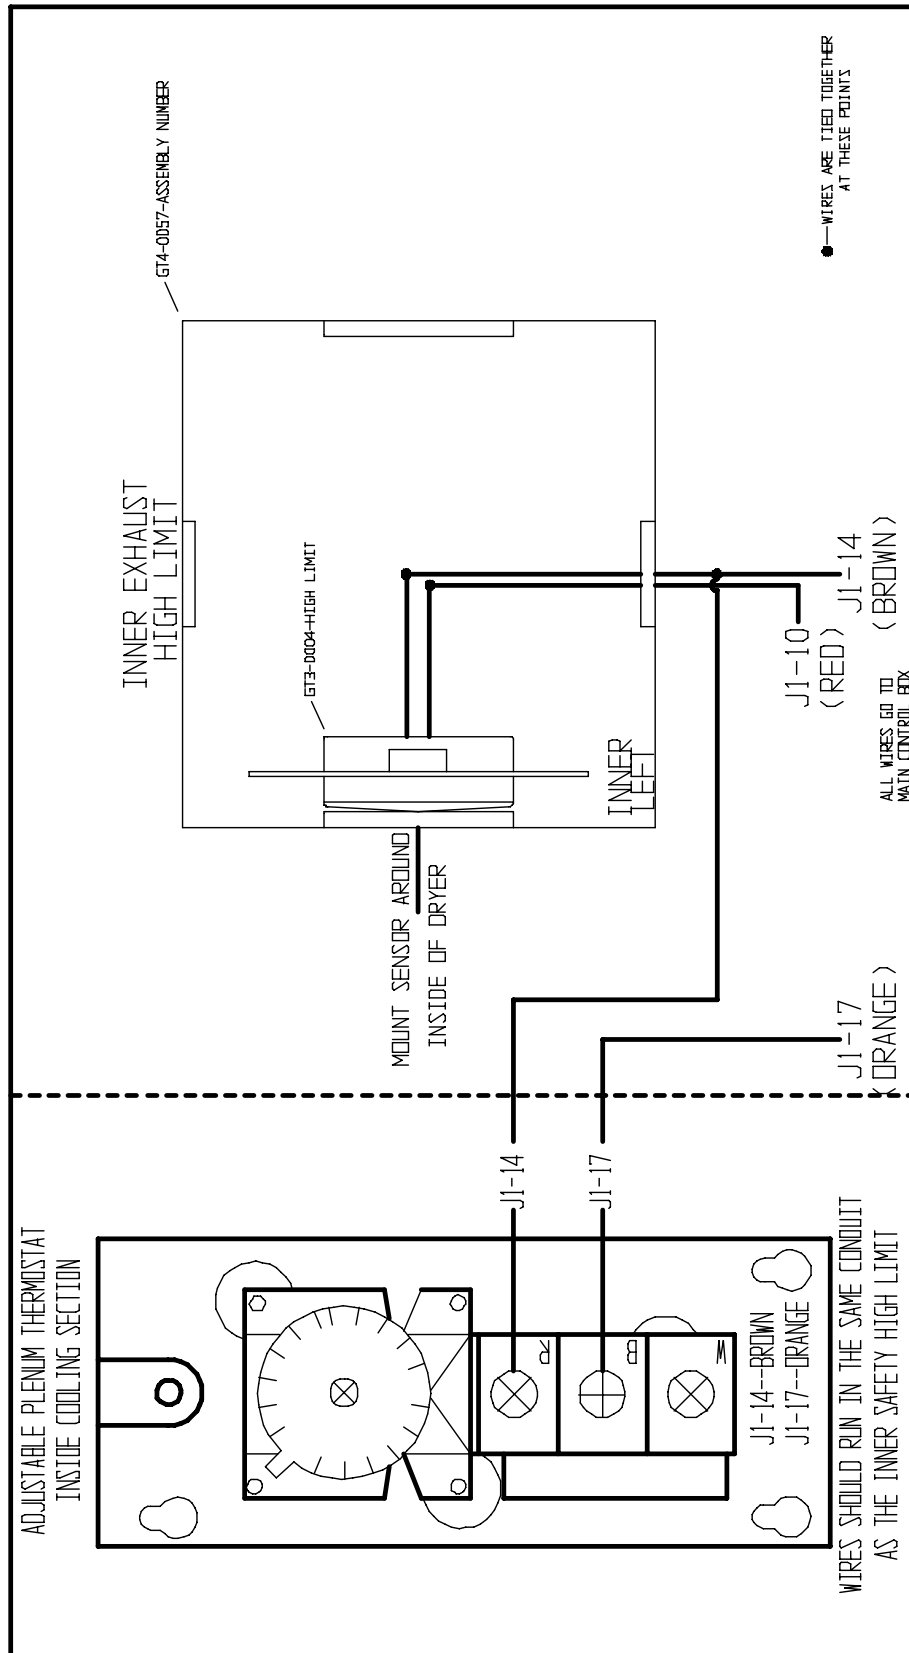 ADJUSTABLE PLENUM THERMOSTAT
INSIDE COOLING SECTION
R
B
W
J1-14--BROWN
J1-17--ORANGE
WIRES SHOULD RUN IN THE SAME CONDUIT
AS THE INNER SAFETY HIGH LIMIT
J1-14
J1-17
J1-17
(ORANGE)
MOUNT SENSOR AROUND
INSIDE OF DRYER
INNER EXHAUST
HIGH LIMIT
GT3-0004-HIGH LIMIT
INNER
LEFT
J1-10
(RED)
J1-14
(BROWN)
ALL WIRES GO TO
MAIN CONTROL BOX
GT4-0057-ASSEMBLY NUMBER
WIRES ARE TIED TOGETHER
AT THESE POINTS